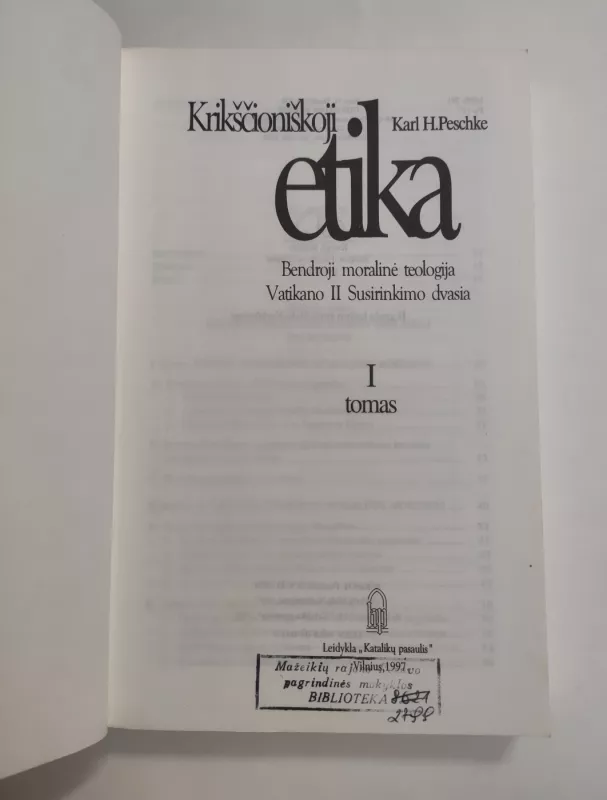 Krikščioniškoji
Karl H.Peschke
etika
Bendroji moralinė teologija
Vatikano II Susirinkimo dvasia
I
tomas
Leidykla „Katalikų pasaulis"
Vilnius,1997
Mažeikių
pagrindinės mokyklos
BIBLIOTEKA
2799